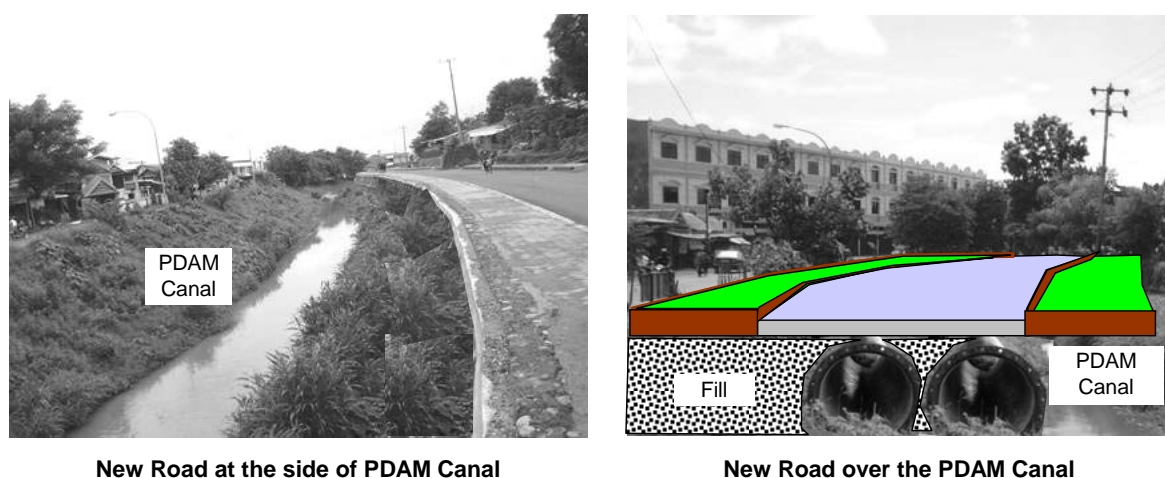 PDAM
Canal
Fill
PDAM
Canal
New Road at the side of PDAM Canal
New Road over the PDAM Canal